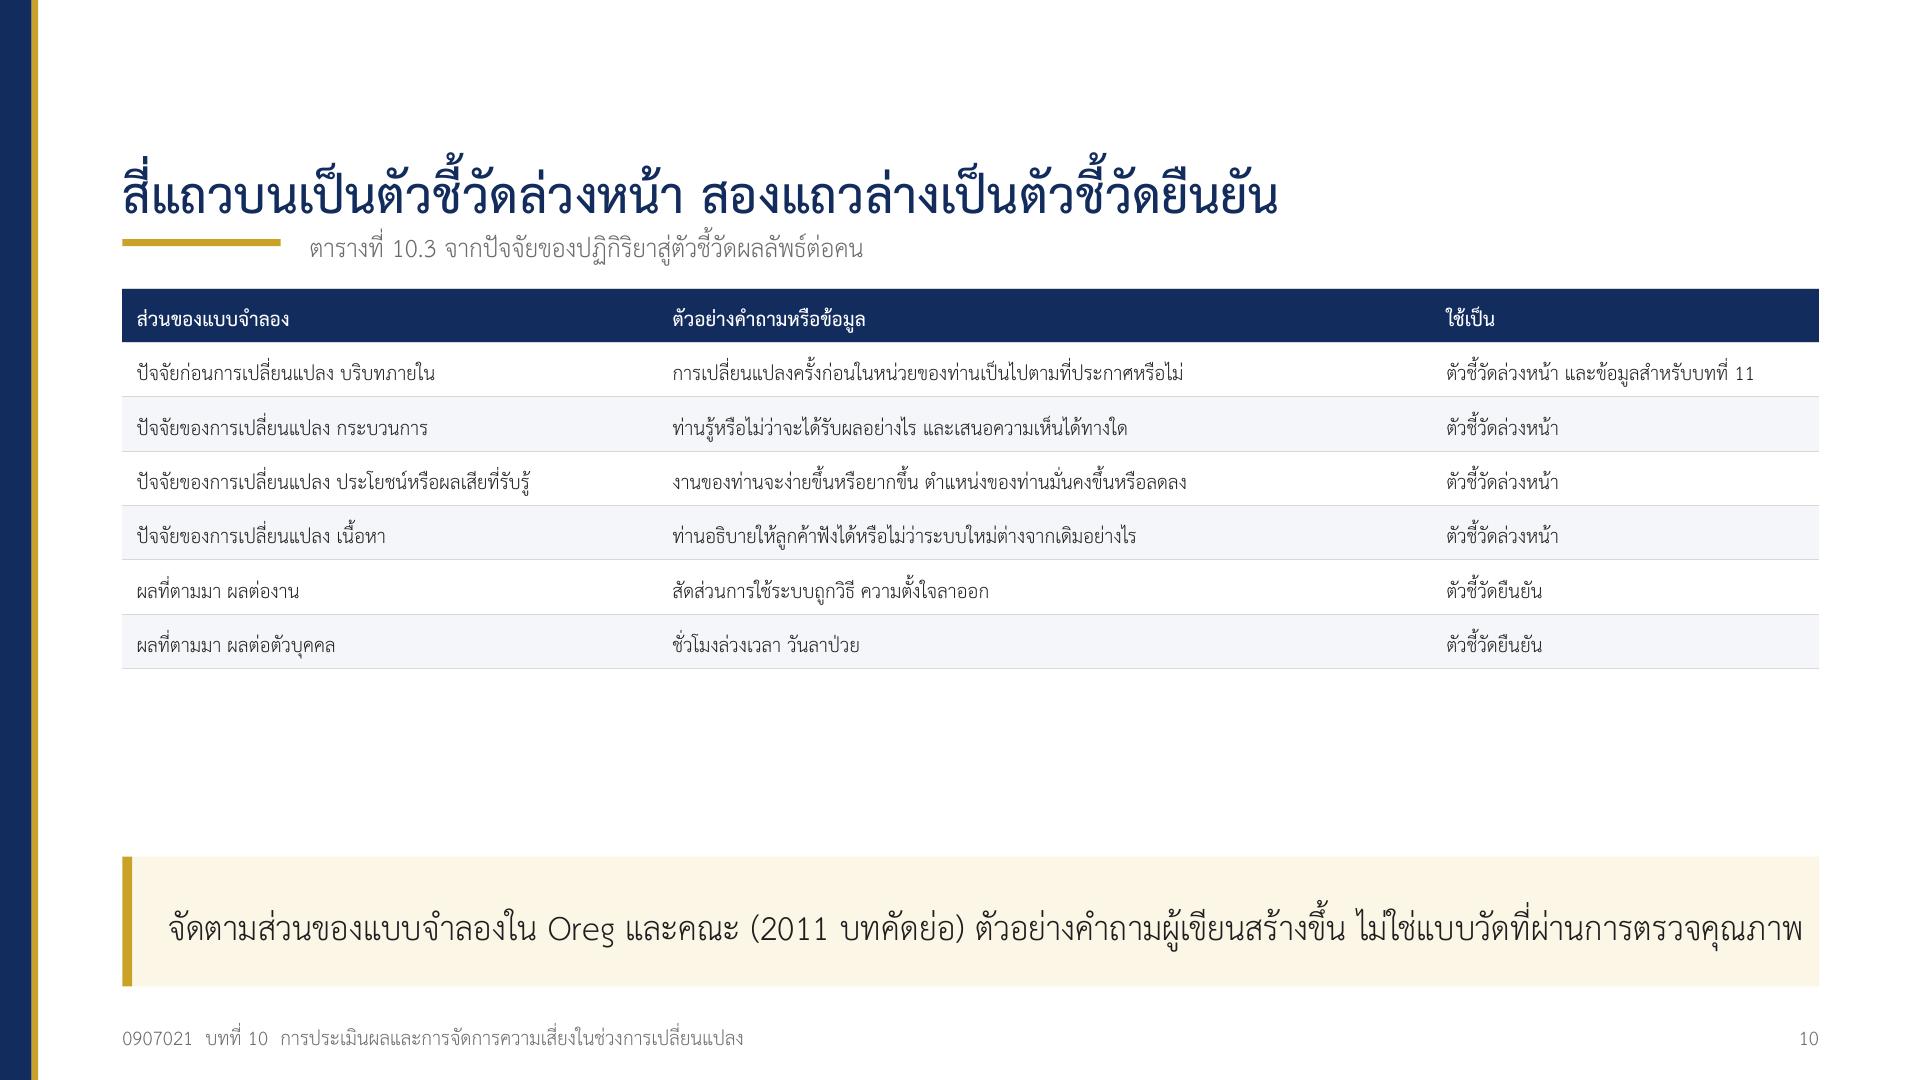 สี่แถวบนเป็นตัวชี้วัดล่วงหน้า สองแถวล่างเป็นตัวชี้วัดยืนยัน
ตารางที่ 10.3 จากปัจจัยของปฏิกิริยาสู่ตัวชี้วัดผลลัพธ์ต่อคน
ส่วนของแบบจำลอง ตัวอย่างคำถามหรือข้อมูล ใช้เป็น
ปัจจัยก่อนการเปลี่ยนแปลง บริบทภายใน การเปลี่ยนแปลงครั้งก่อนในหน่วยของท่านเป็นไปตามที่ประกาศหรือไม่ ตัวชี้วัดล่วงหน้า และข้อมูลสำหรับบทที่ 11
ปัจจัยของการเปลี่ยนแปลง กระบวนการ ท่านรู้หรือไม่ว่าจะได้รับผลอย่างไร และเสนอความเห็นได้ทางใด ตัวชี้วัดล่วงหน้า
ปัจจัยของการเปลี่ยนแปลง ประโยชน์หรือผลเสียที่รับรู้ งานของท่านจะง่ายขึ้นหรือยากขึ้น ตำแหน่งของท่านมั่นคงขึ้นหรือลดลง ตัวชี้วัดล่วงหน้า
ปัจจัยของการเปลี่ยนแปลง เนื้อหา ท่านอธิบายให้ลูกค้าฟังได้หรือไม่ว่าระบบใหม่ต่างจากเดิมอย่างไร ตัวชี้วัดล่วงหน้า
ผลที่ตามมา ผลต่องาน สัดส่วนการใช้ระบบถูกวิธี ความตั้งใจลาออก ตัวชี้วัดยืนยัน
ผลที่ตามมา ผลต่อตัวบุคคล ชั่วโมงล่วงเวลา วันลาป่วย ตัวชี้วัดยืนยัน
จัดตามส่วนของแบบจำลองใน Oreg และคณะ (2011 บทคัดย่อ) ตัวอย่างคำถามผู้เขียนสร้างขึ้น ไม่ใช่แบบวัดที่ผ่านการตรวจคุณภาพ
0907021 บทที่ 10 การประเมินผลและการจัดการความเสี่ยงในช่วงการเปลี่ยนแปลง 10